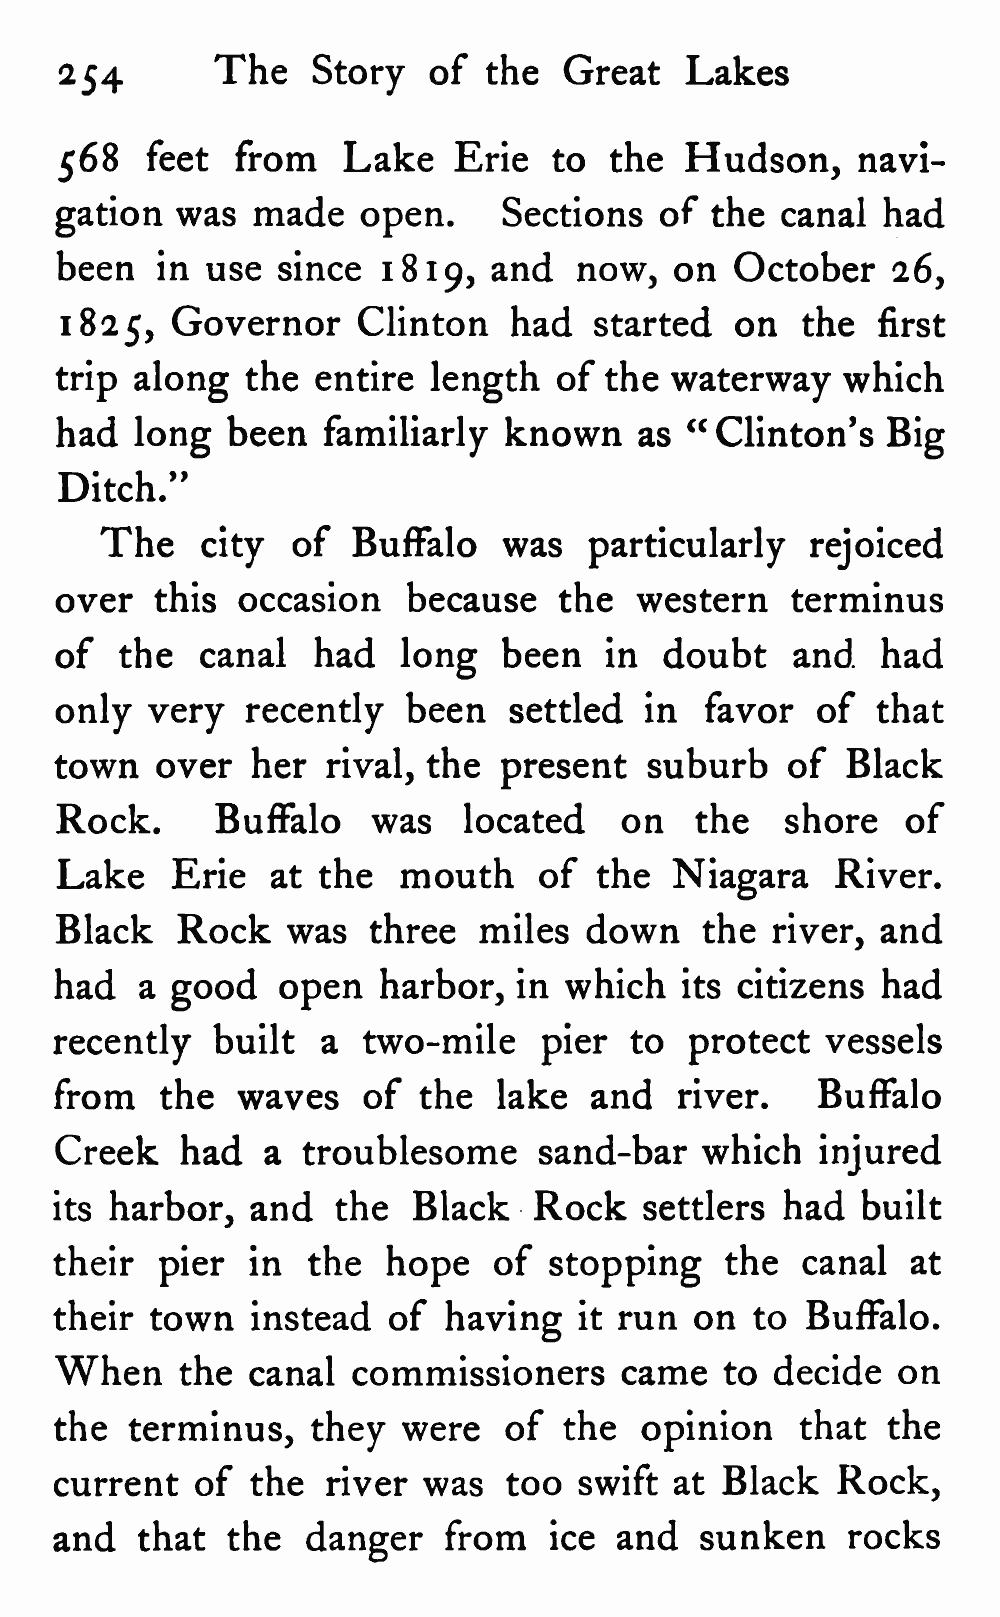 254 The Story of the Great Lakes
568 feet from Lake Erie to the Hudson, navi-
gation was made open. Sections of the canal had
been in use since 1819, and now, on October 26,
1825, Governor Clinton had started on the first
trip along the entire length of the waterway which
had long been familiarly known as “Clinton’s Big
Ditch.”
The city of Buffalo was particularly rejoiced
over this occasion because the western terminus
of the canal had long been in doubt and had
only very recently been settled in favor of that
town over her rival, the present suburb of Black
Rock. Buffalo was located on the shore of
Lake Erie at the mouth of the Niagara River.
Black Rock was three miles down the river, and
had a good open harbor, in which its citizens had
recently built a two-mile pier to protect vessels
from the waves of the lake and river. Buffalo
Creek had a troublesome sand-bar which injured
its harbor, and the Black Rock settlers had built
their pier in the hope of stopping the canal at
their town instead of having it run on to Buffalo.
When the canal commissioners came to decide on
the terminus, they were of the opinion that the
current of the river was too swift at Black Rock,
and that the danger from ice and sunken rocks